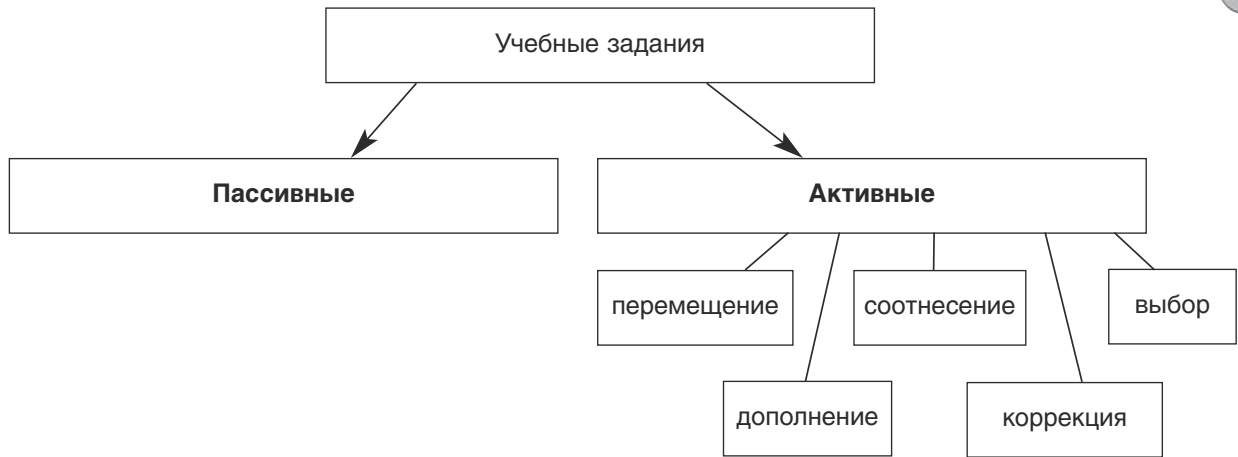 Учебные задания
Пассивные
Активные
перемещение
соотнесение
выбор
дополнение
коррекция